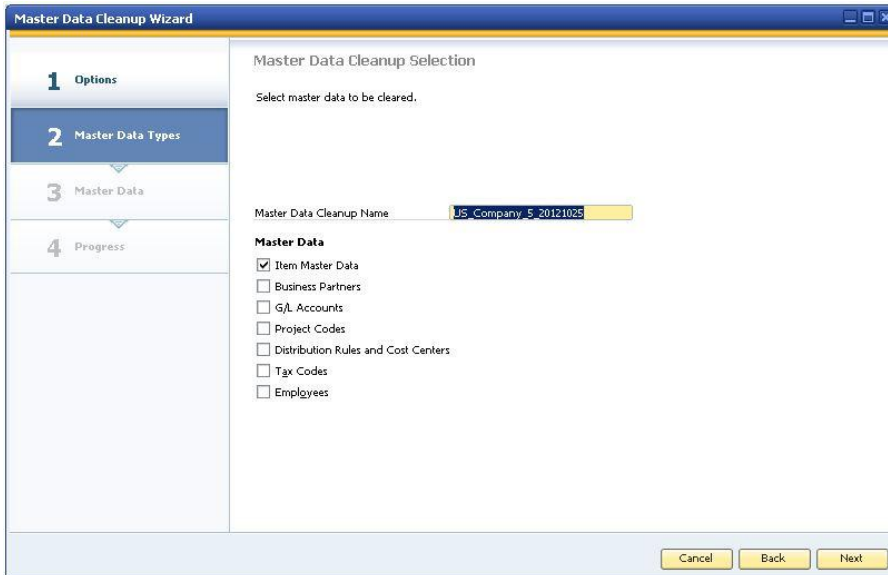 Master Data Cleanup Wizard
1 Options
2 Master Data Types
3 Master Data
4 Progress
Master Data Cleanup Selection
Select master data to be cleared.
Master Data Cleanup Name US_Company_5_20121025
Master Data
Item Master Data
Business Partners
G/L Accounts
Project Codes
Distribution Rules and Cost Centers
Tax Codes
Employees
Cancel Back Next